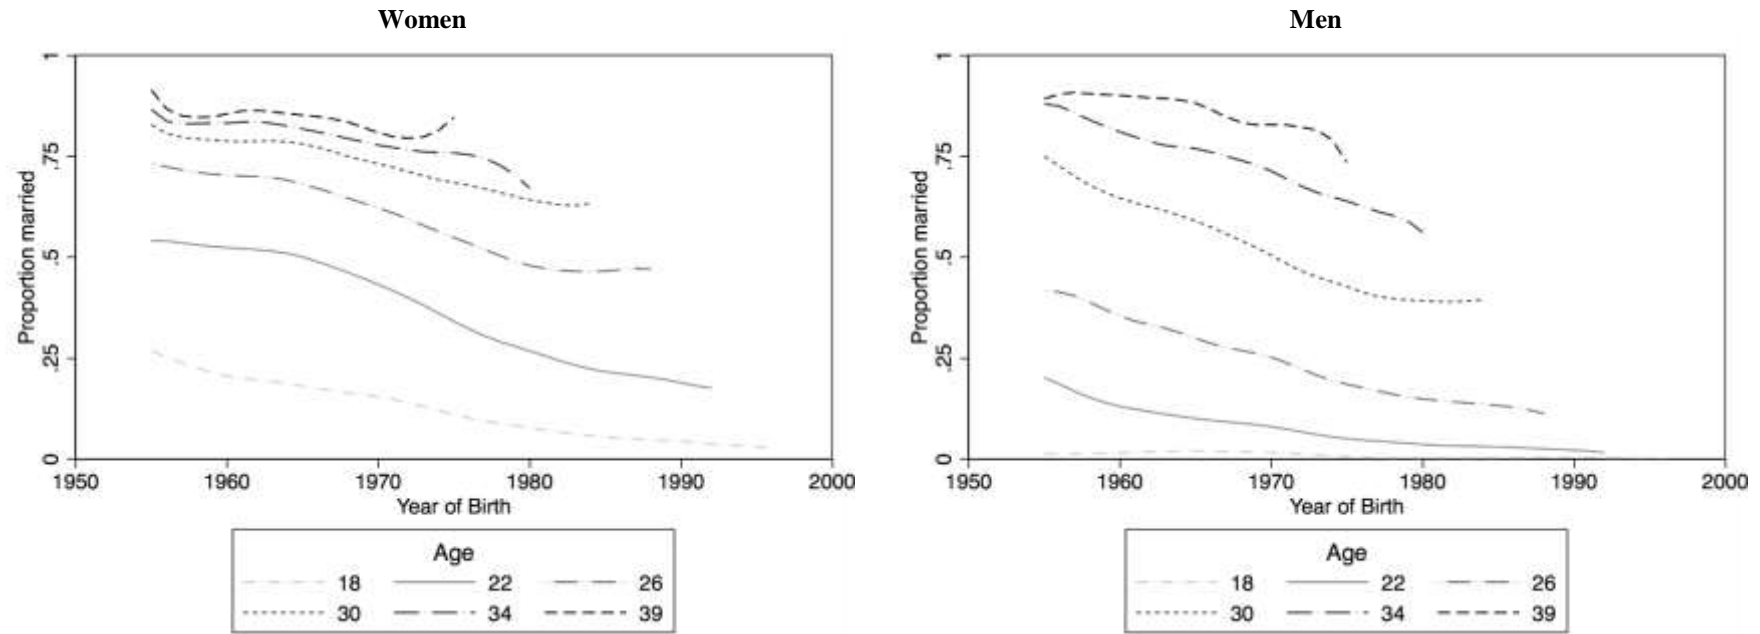 Women
Men
1
.75
.5
.25
0
Proportion married
1950 1960 1970 1980 1990 2000
Year of Birth
Age
18 22 26
30 34 39
1
.75
.5
.25
0
Proportion married
1950 1960 1970 1980 1990 2000
Year of Birth
Age
18 22 26
30 34 39